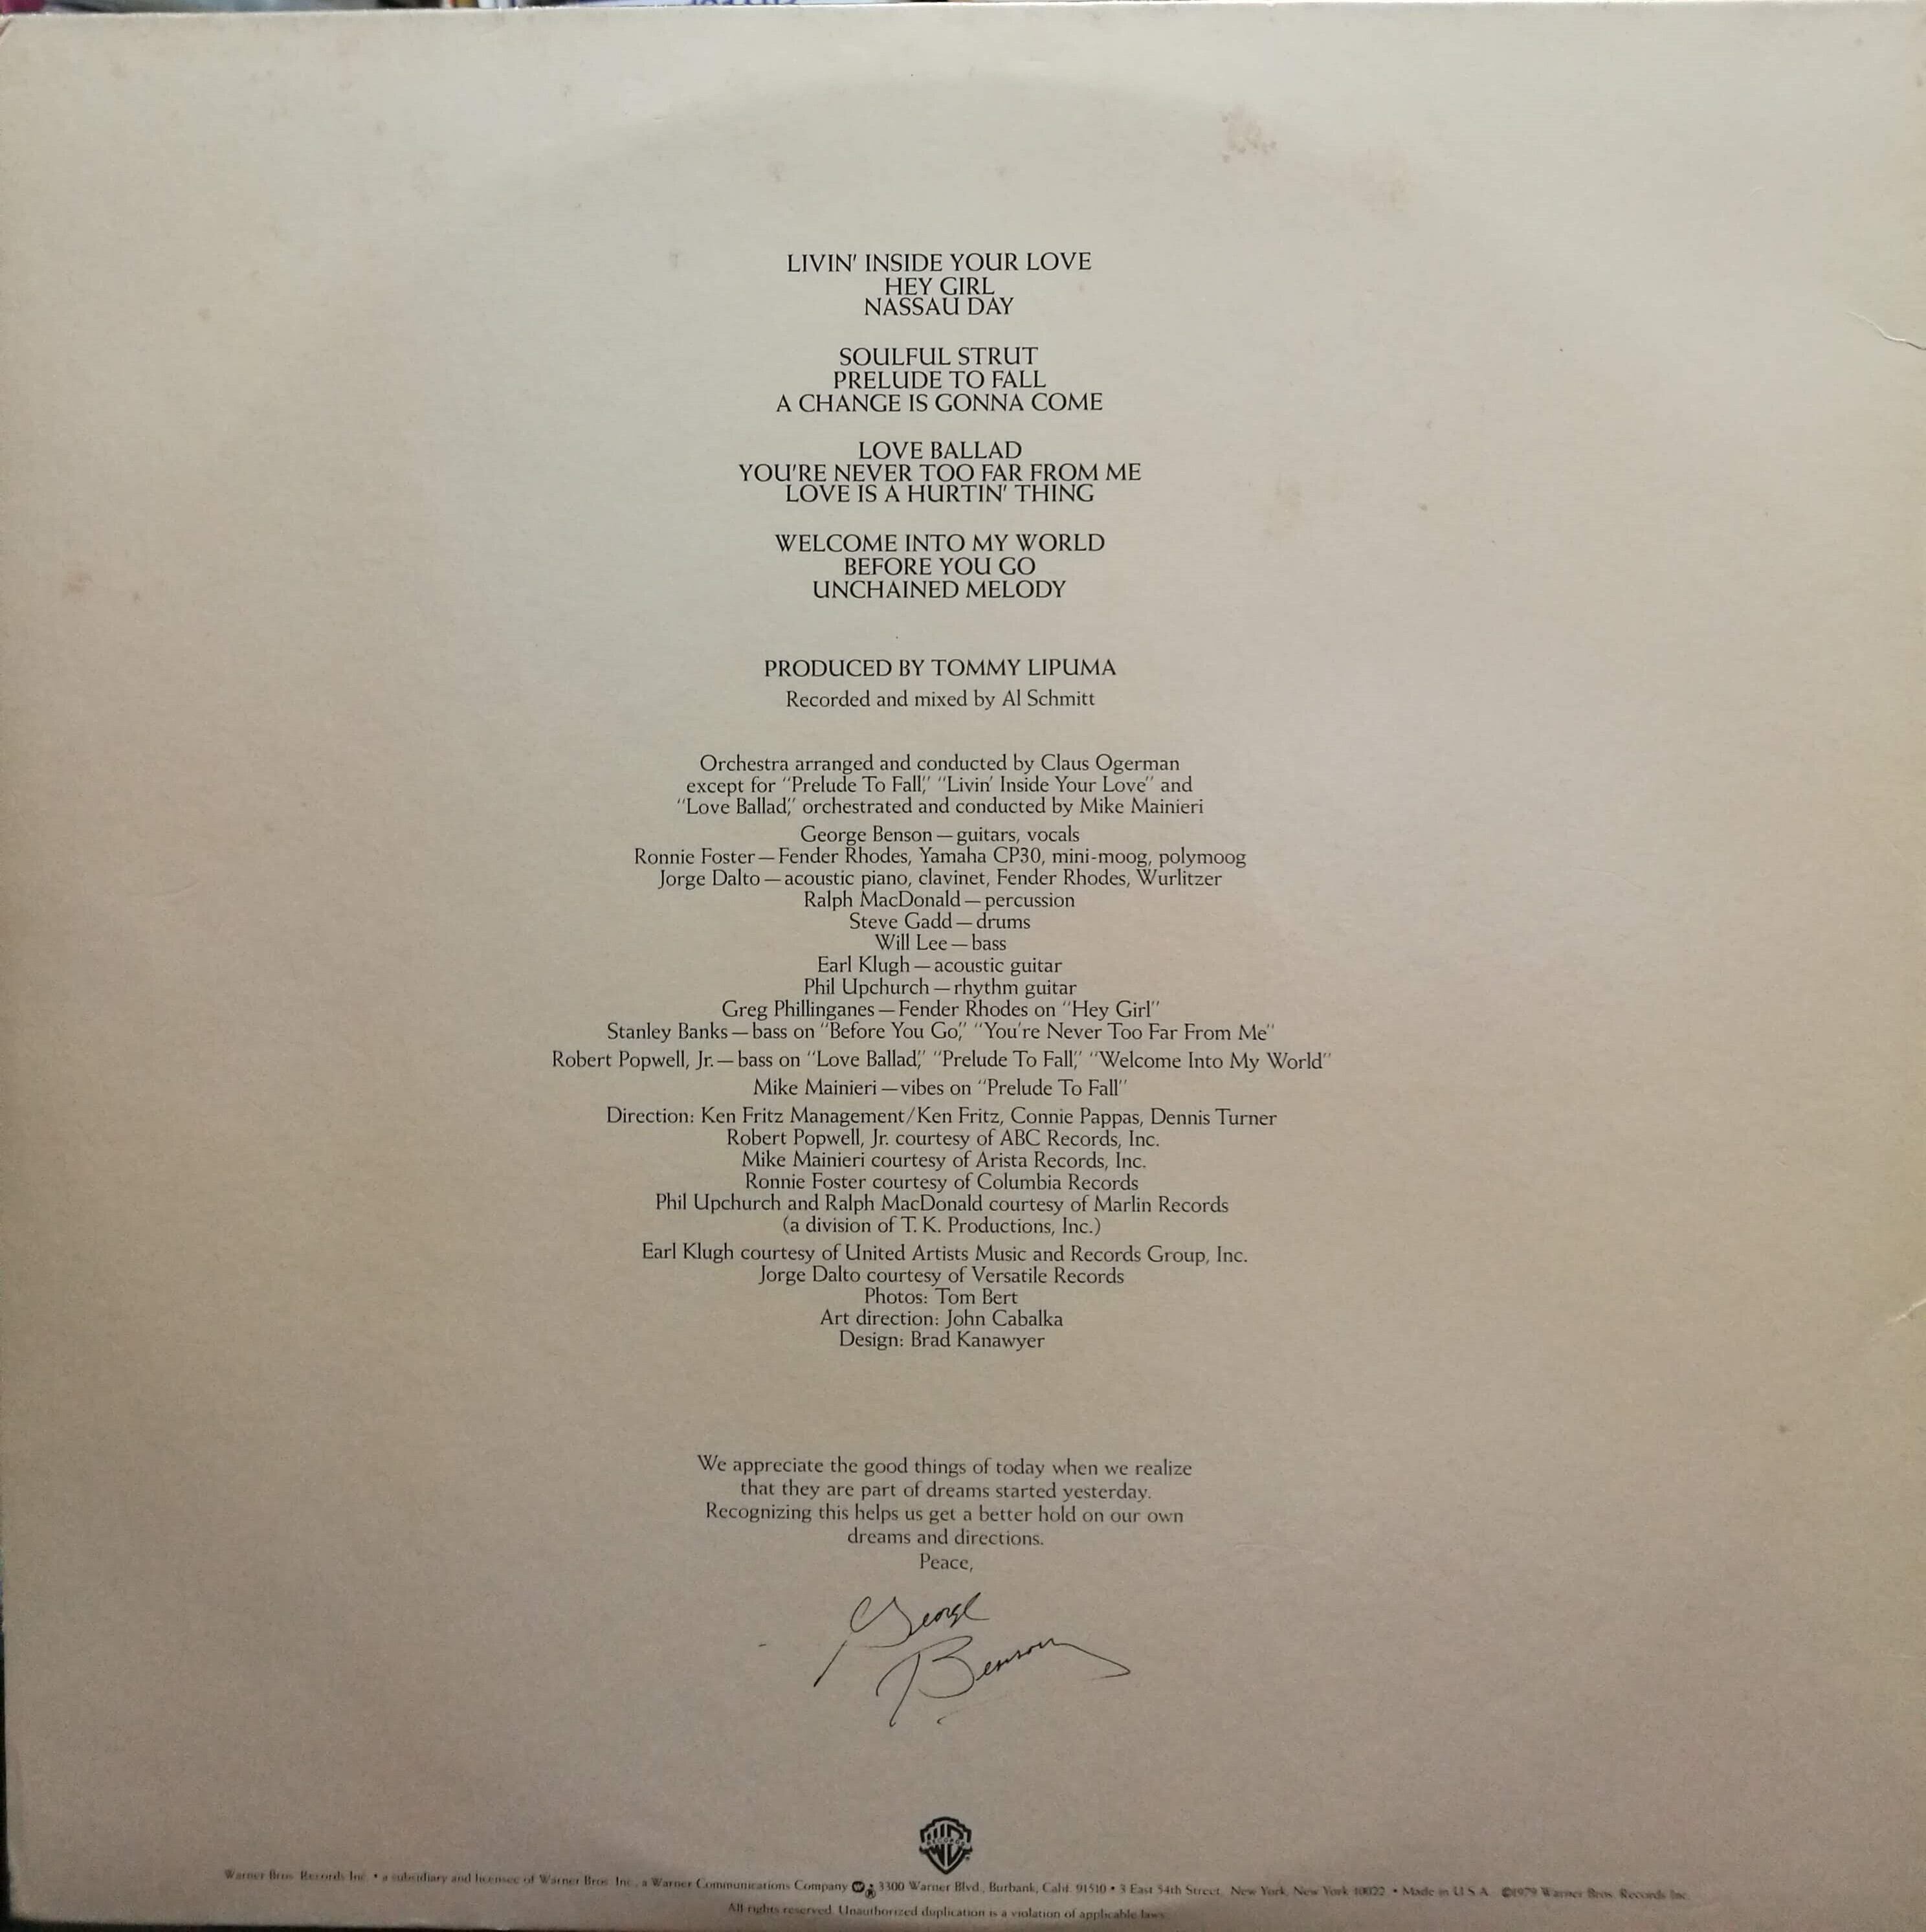 LIVIN' INSIDE YOUR LOVE
HEY GIRL
NASSAU DAY
SOULFUL STRUT
PRELUDE TO FALL
A CHANGE IS GONNA COME
LOVE BALLAD
YOU'RE NEVER TOO FAR FROM ME
LOVE IS A HURTIN' THING
WELCOME INTO MY WORLD
BEFORE YOU GO
UNCHAINED MELODY
PRODUCED BY TOMMY LIPUMA
Recorded and mixed by Al Schmitt
Orchestra arranged and conducted by Claus Ogerman
except for "Prelude To Fall," "Livin' Inside Your Love" and
"Love Ballad," orchestrated and conducted by Mike Mainieri
George Benson—guitars, vocals
Ronnie Foster—Fender Rhodes, Yamaha CP30, mini-moog, polymoog
Jorge Dalto—acoustic piano, clavinet, Fender Rhodes, Wurlitzer
Ralph MacDonald—percussion
Steve Gadd—drums
Will Lee—bass
Earl Klugh—acoustic guitar
Phil Upchurch—rhythm guitar
Greg Phillinganes—Fender Rhodes on "Hey Girl"
Stanley Banks—bass on "Before You Go," "You're Never Too Far From Me"
Robert Popwell, Jr.—bass on "Love Ballad," "Prelude To Fall," "Welcome Into My World"
Mike Mainieri—vibes on "Prelude To Fall"
Direction: Ken Fritz Management/Ken Fritz, Connie Pappas, Dennis Turner
Robert Popwell, Jr. courtesy of ABC Records, Inc.
Mike Mainieri courtesy of Arista Records, Inc.
Ronnie Foster courtesy of Columbia Records
Phil Upchurch and Ralph MacDonald courtesy of Marlin Records
(a division of T. K. Productions, Inc.)
Earl Klugh courtesy of United Artists Music and Records Group, Inc.
Jorge Dalto courtesy of Versatile Records
Photos: Tom Bert
Art direction: John Cabalka
Design: Brad Kanawyer
We appreciate the good things of today when we realize
that they are part of dreams started yesterday.
Recognizing this helps us get a better hold on our own
dreams and directions.
Peace,
George
Benson
WB
RECORDS
Warner Bros. Records Inc. • a subsidiary and licensee of Warner Bros. Inc., a Warner Communications Company 3300 Warner Blvd., Burbank, Calif. 91510 • 3 East 54th Street, New York, New York 10022 • Made in U.S.A. ©1979 Warner Bros. Records Inc.
All rights reserved. Unauthorized duplication is a violation of applicable laws.